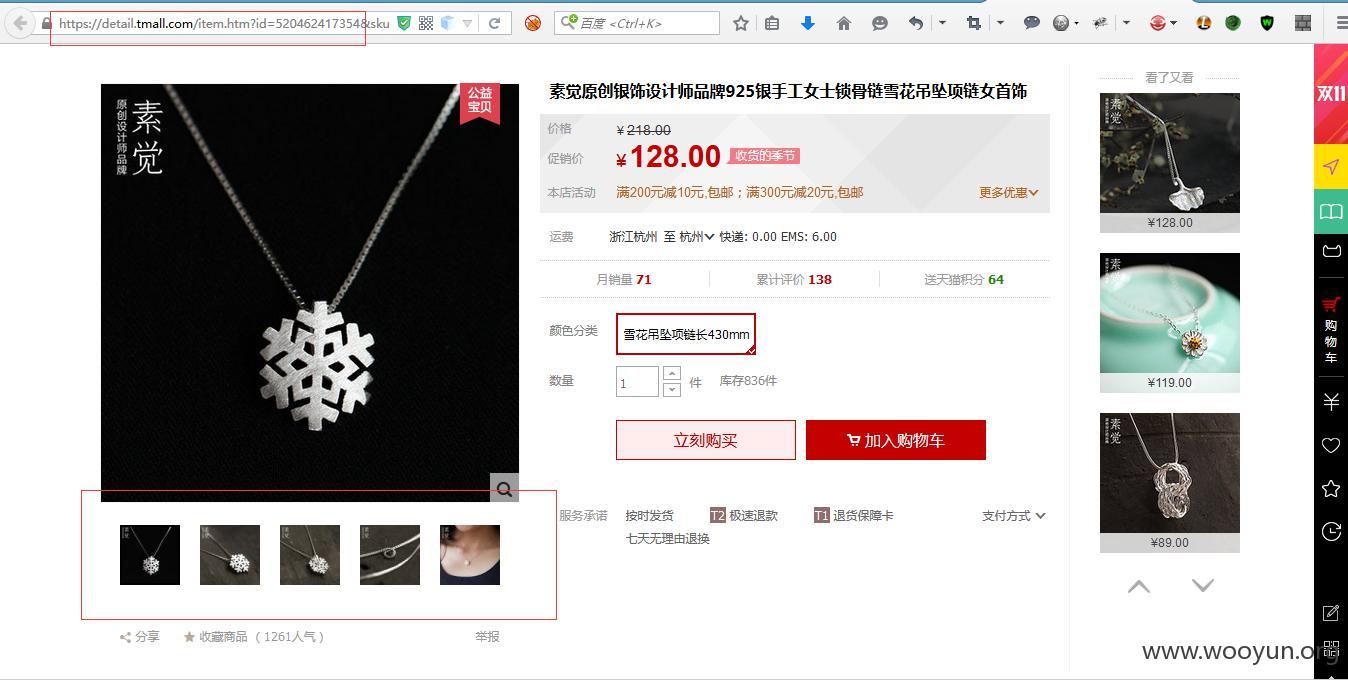 https://detail.tmall.com/item.htm?id=520462417354&sku
百度 <Ctrl+K>
素觉
原创设计师品牌
公益
宝贝
素觉原创银饰设计师品牌925银手工女士锁骨链雪花吊坠项链女首饰
价格 ¥ 218.00
促销价 ¥ 128.00 收货的季节
本店活动 满200元减10元,包邮；满300元减20元,包邮 更多优惠
运费 浙江杭州 至 杭州 快递: 0.00 EMS: 6.00
月销量 71 累计评价 138 送天猫积分 64
颜色分类 雪花吊坠项链长430mm
数量 1 件 库存836件
立刻购买 加入购物车
服务承诺 按时发货 T2 极速退款 T1 退货保障卡 支付方式
七天无理由退换
分享 收藏商品 （1261人气） 举报
看了又看
素觉
¥128.00
素觉
¥119.00
素觉
¥89.00
双11
购物车
www.wooyun.org